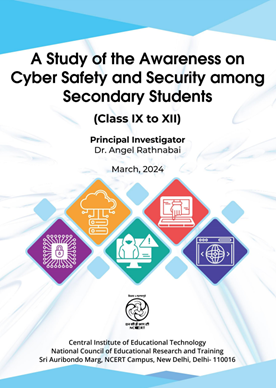 A Study of the Awareness on
Cyber Safety and Security among
Secondary Students
(Class IX to XII)
Principal Investigator
Dr. Angel Rathnabai
March, 2024
NCERT
Central Institute of Educational Technology
National Council of Educational Research and Training
Sri Auribondo Marg, NCERT Campus, New Delhi, Delhi- 110016